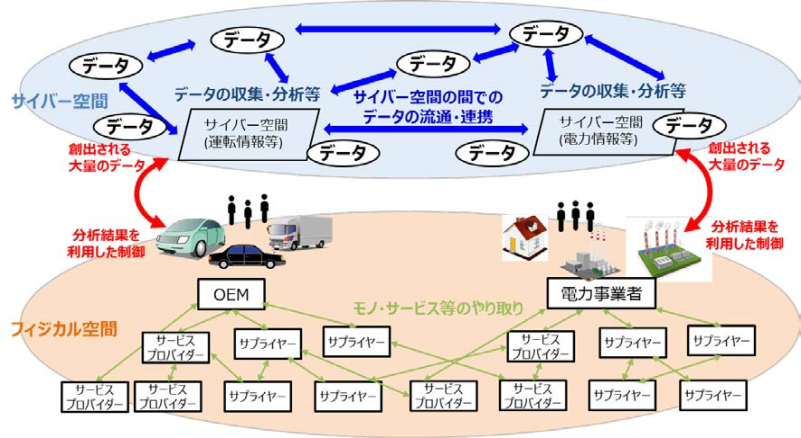 データ
データ
データ
データ
データの収集・分析等
データの収集・分析等
サイバー空間
サイバー空間の間での
データの流通・連携
データ
サイバー空間
(運転情報等)
データ
データ
サイバー空間
(電力情報等)
データ
創出される
大量のデータ
創出される
大量のデータ
分析結果を
利用した制御
分析結果を
利用した制御
OEM
モノ・サービス等のやり取り
電力事業者
フィジカル空間
サービス
プロバイダー
サプライヤー
サプライヤー
サービス
プロバイダー
サプライヤー
サプライヤー
サービス
プロバイダー
サービス
プロバイダー
サプライヤー
サプライヤー
サービス
プロバイダー
サービス
プロバイダー
サプライヤー
サプライヤー